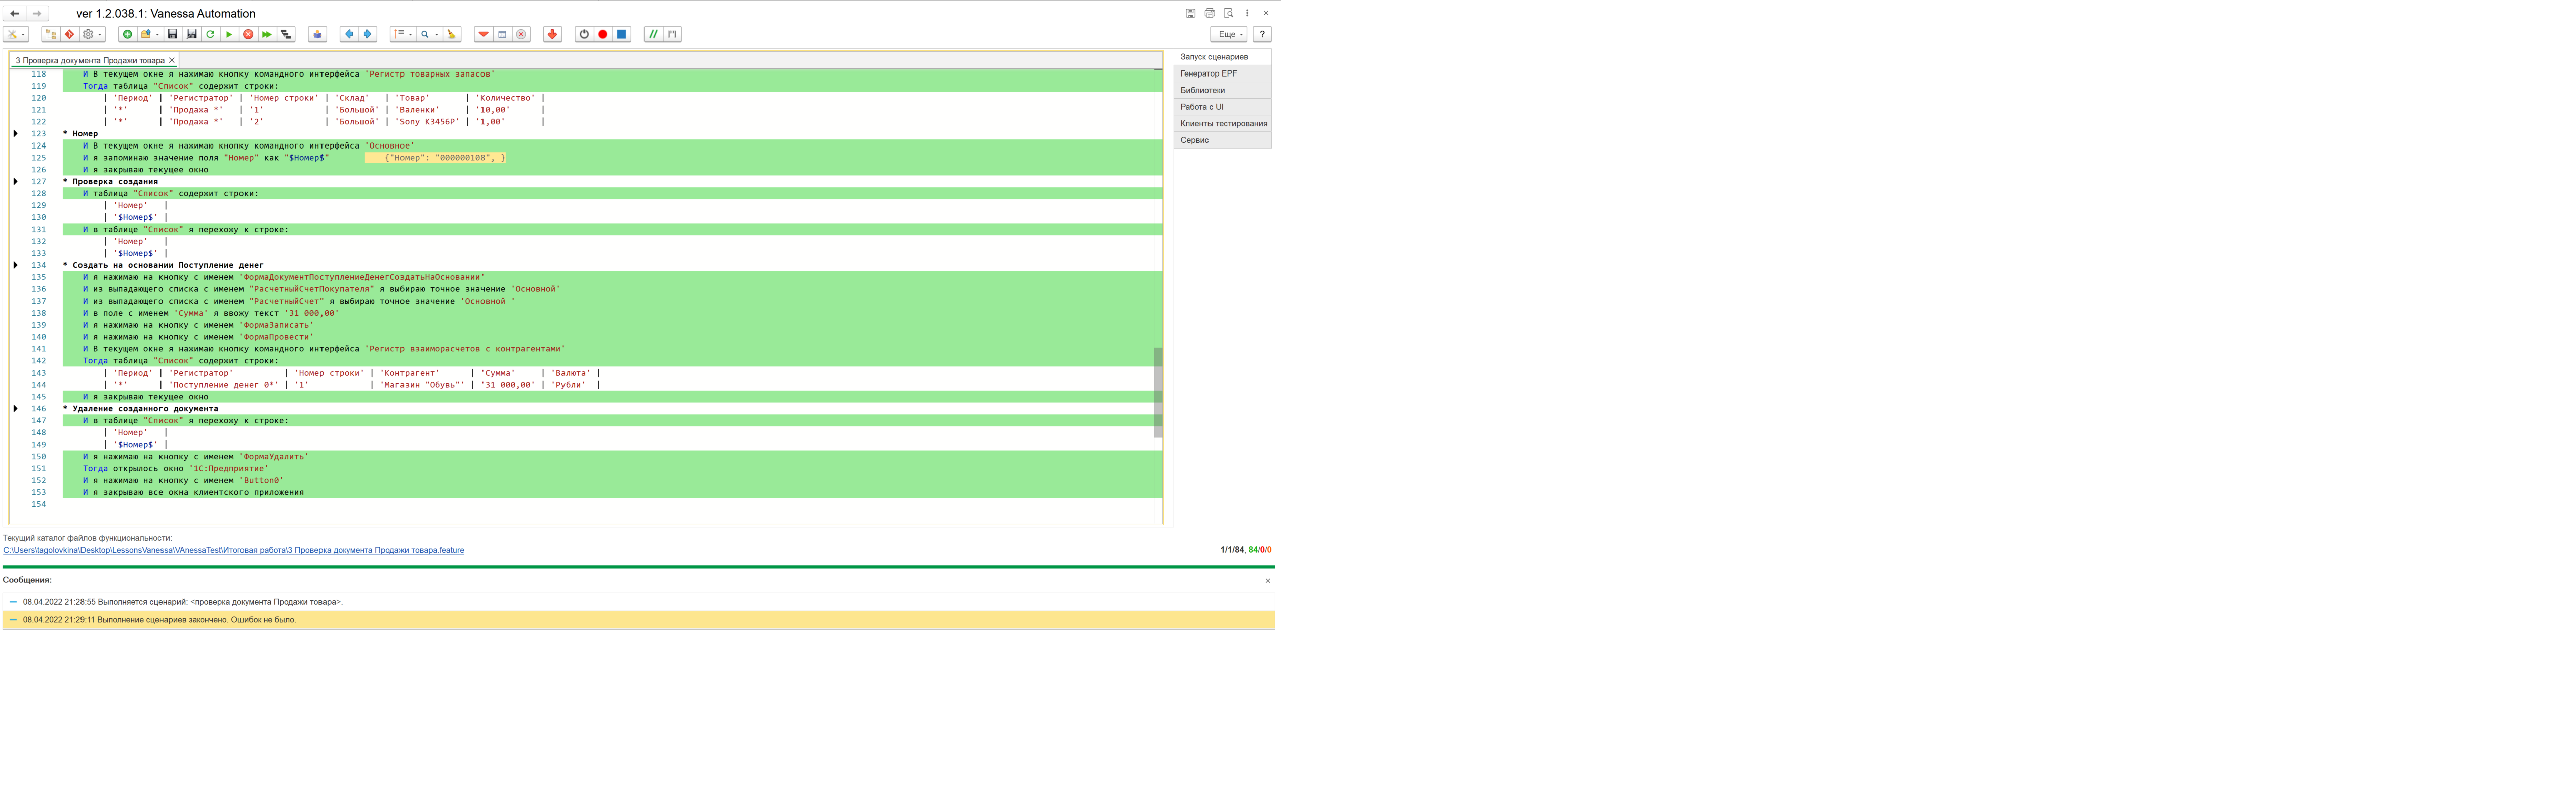 ver 1.2.038.1: Vanessa Automation
Еще
?
3 Проверка документа Продажи товара
Запуск сценариев
Генератор EPF
Библиотеки
Работа с UI
Клиенты тестирования
Сервис
118 И В текущем окне я нажимаю кнопку командного интерфейса 'Регистр товарных запасов'
119 Тогда таблица "Список" содержит строки:
120 | 'Период' | 'Регистратор' | 'Номер строки' | 'Склад' | 'Товар' | 'Количество' |
121 | '*' | 'Продажа *' | '1' | 'Большой' | 'Валенки' | '10,00' |
122 | '*' | 'Продажа *' | '2' | 'Большой' | 'Sony К3456P' | '1,00' |
123 * Номер
124 И В текущем окне я нажимаю кнопку командного интерфейса 'Основное'
125 И я запоминаю значение поля "Номер" как "$Номер$" {"Номер": "000000108", }
126 И я закрываю текущее окно
127 * Проверка создания
128 И таблица "Список" содержит строки:
129 | 'Номер' |
130 | '$Номер$' |
131 И в таблице "Список" я перехожу к строке:
132 | 'Номер' |
133 | '$Номер$' |
134 * Создать на основании Поступление денег
135 И я нажимаю на кнопку с именем 'ФормаДокументПоступлениеДенегСоздатьНаОсновании'
136 И из выпадающего списка с именем "РасчетныйСчетПокупателя" я выбираю точное значение 'Основной'
137 И из выпадающего списка с именем "РасчетныйСчет" я выбираю точное значение 'Основной '
138 И в поле с именем 'Сумма' я ввожу текст '31 000,00'
139 И я нажимаю на кнопку с именем 'ФормаЗаписать'
140 И я нажимаю на кнопку с именем 'ФормаПровести'
141 И В текущем окне я нажимаю кнопку командного интерфейса 'Регистр взаиморасчетов с контрагентами'
142 Тогда таблица "Список" содержит строки:
143 | 'Период' | 'Регистратор' | 'Номер строки' | 'Контрагент' | 'Сумма' | 'Валюта' |
144 | '*' | 'Поступление денег 0*' | '1' | 'Магазин "Обувь"' | '31 000,00' | 'Рубли' |
145 И я закрываю текущее окно
146 * Удаление созданного документа
147 И в таблице "Список" я перехожу к строке:
148 | 'Номер' |
149 | '$Номер$' |
150 И я нажимаю на кнопку с именем 'ФормаУдалить'
151 Тогда открылось окно '1С:Предприятие'
152 И я нажимаю на кнопку с именем 'Button0'
153 И я закрываю все окна клиентского приложения
154
Текущий каталог файлов функциональности:
C:\Users\tagolovkina\Desktop\LessonsVanessa\VAnessaTest\Итоговая работа\3 Проверка документа Продажи товара.feature
1/1/84, 84/0/0
Сообщения:
08.04.2022 21:28:55 Выполняется сценарий: <проверка документа Продажи товара>.
08.04.2022 21:29:11 Выполнение сценариев закончено. Ошибок не было.